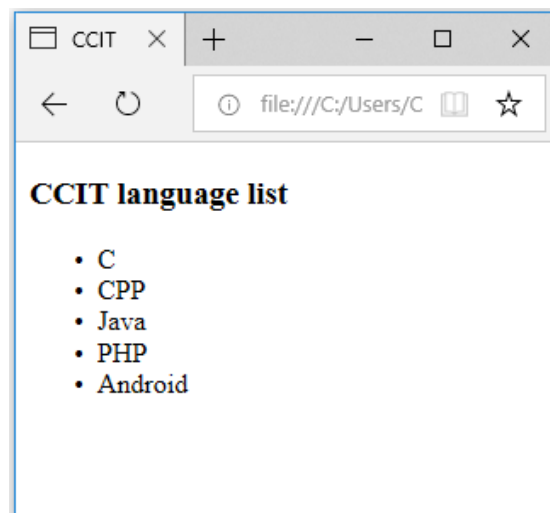 CCIT
file:///C:/Users/C
CCIT language list
• C
• CPP
• Java
• PHP
• Android